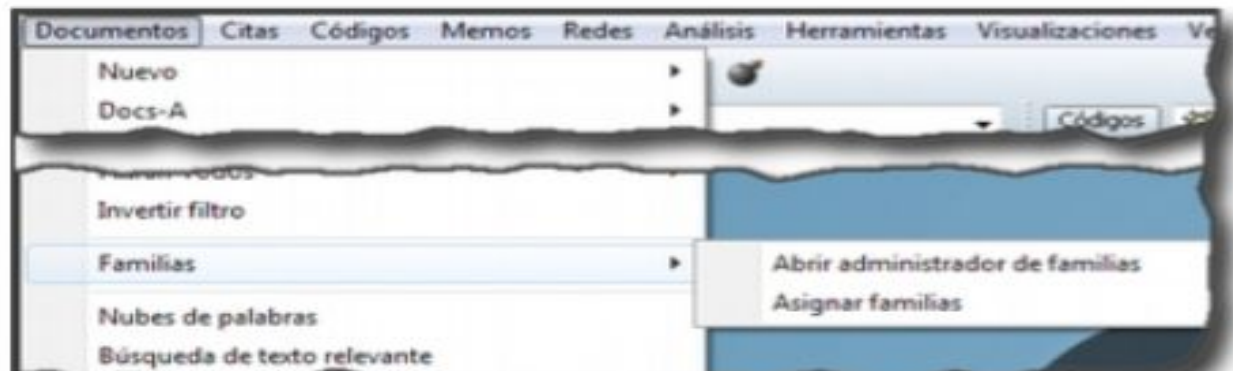 Documentos Citas Códigos Memos Redes Análisis Herramientas Visualizaciones Ve
Nuevo
Docs-A
Códigos
Invertir filtro
Familias
Abrir administrador de familias
Asignar familias
Nubes de palabras
Búsqueda de texto relevante